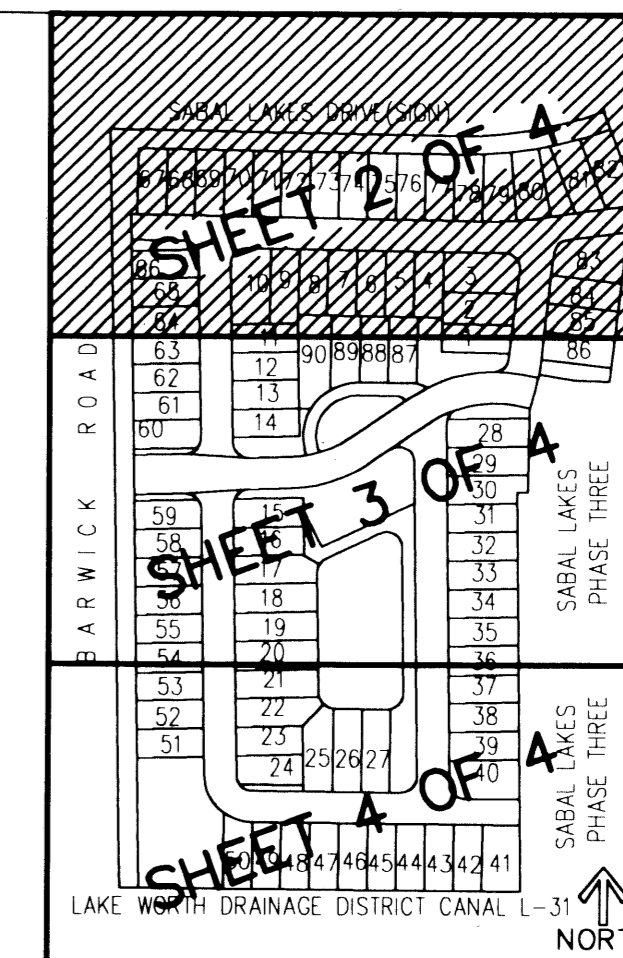 SABAL LAKES DRIVE(SIGN)
67 68 69 70 71 72 73 74 75 76 77 78 79 80 81 82
SHEET 2 OF 4
66 10 9 8 7 6 5 4 3 83
65 2 84
64 11 1 85
63 90 89 88 87 86
62 12
61 13
60 14 28
29
30
59 15 31
58 16 32
57 17 33
56 18 34
55 19 35
54 20 36
53 21 37
52 22 38
51 23 39
24 25 26 27 40
SHEET 3 OF 4
BARWICK ROAD
SABAL LAKES
PHASE THREE
SABAL LAKES
PHASE THREE
SHEET 4 OF 4
50 49 48 47 46 45 44 43 42 41
LAKE WORTH DRAINAGE DISTRICT CANAL L-31
NORT